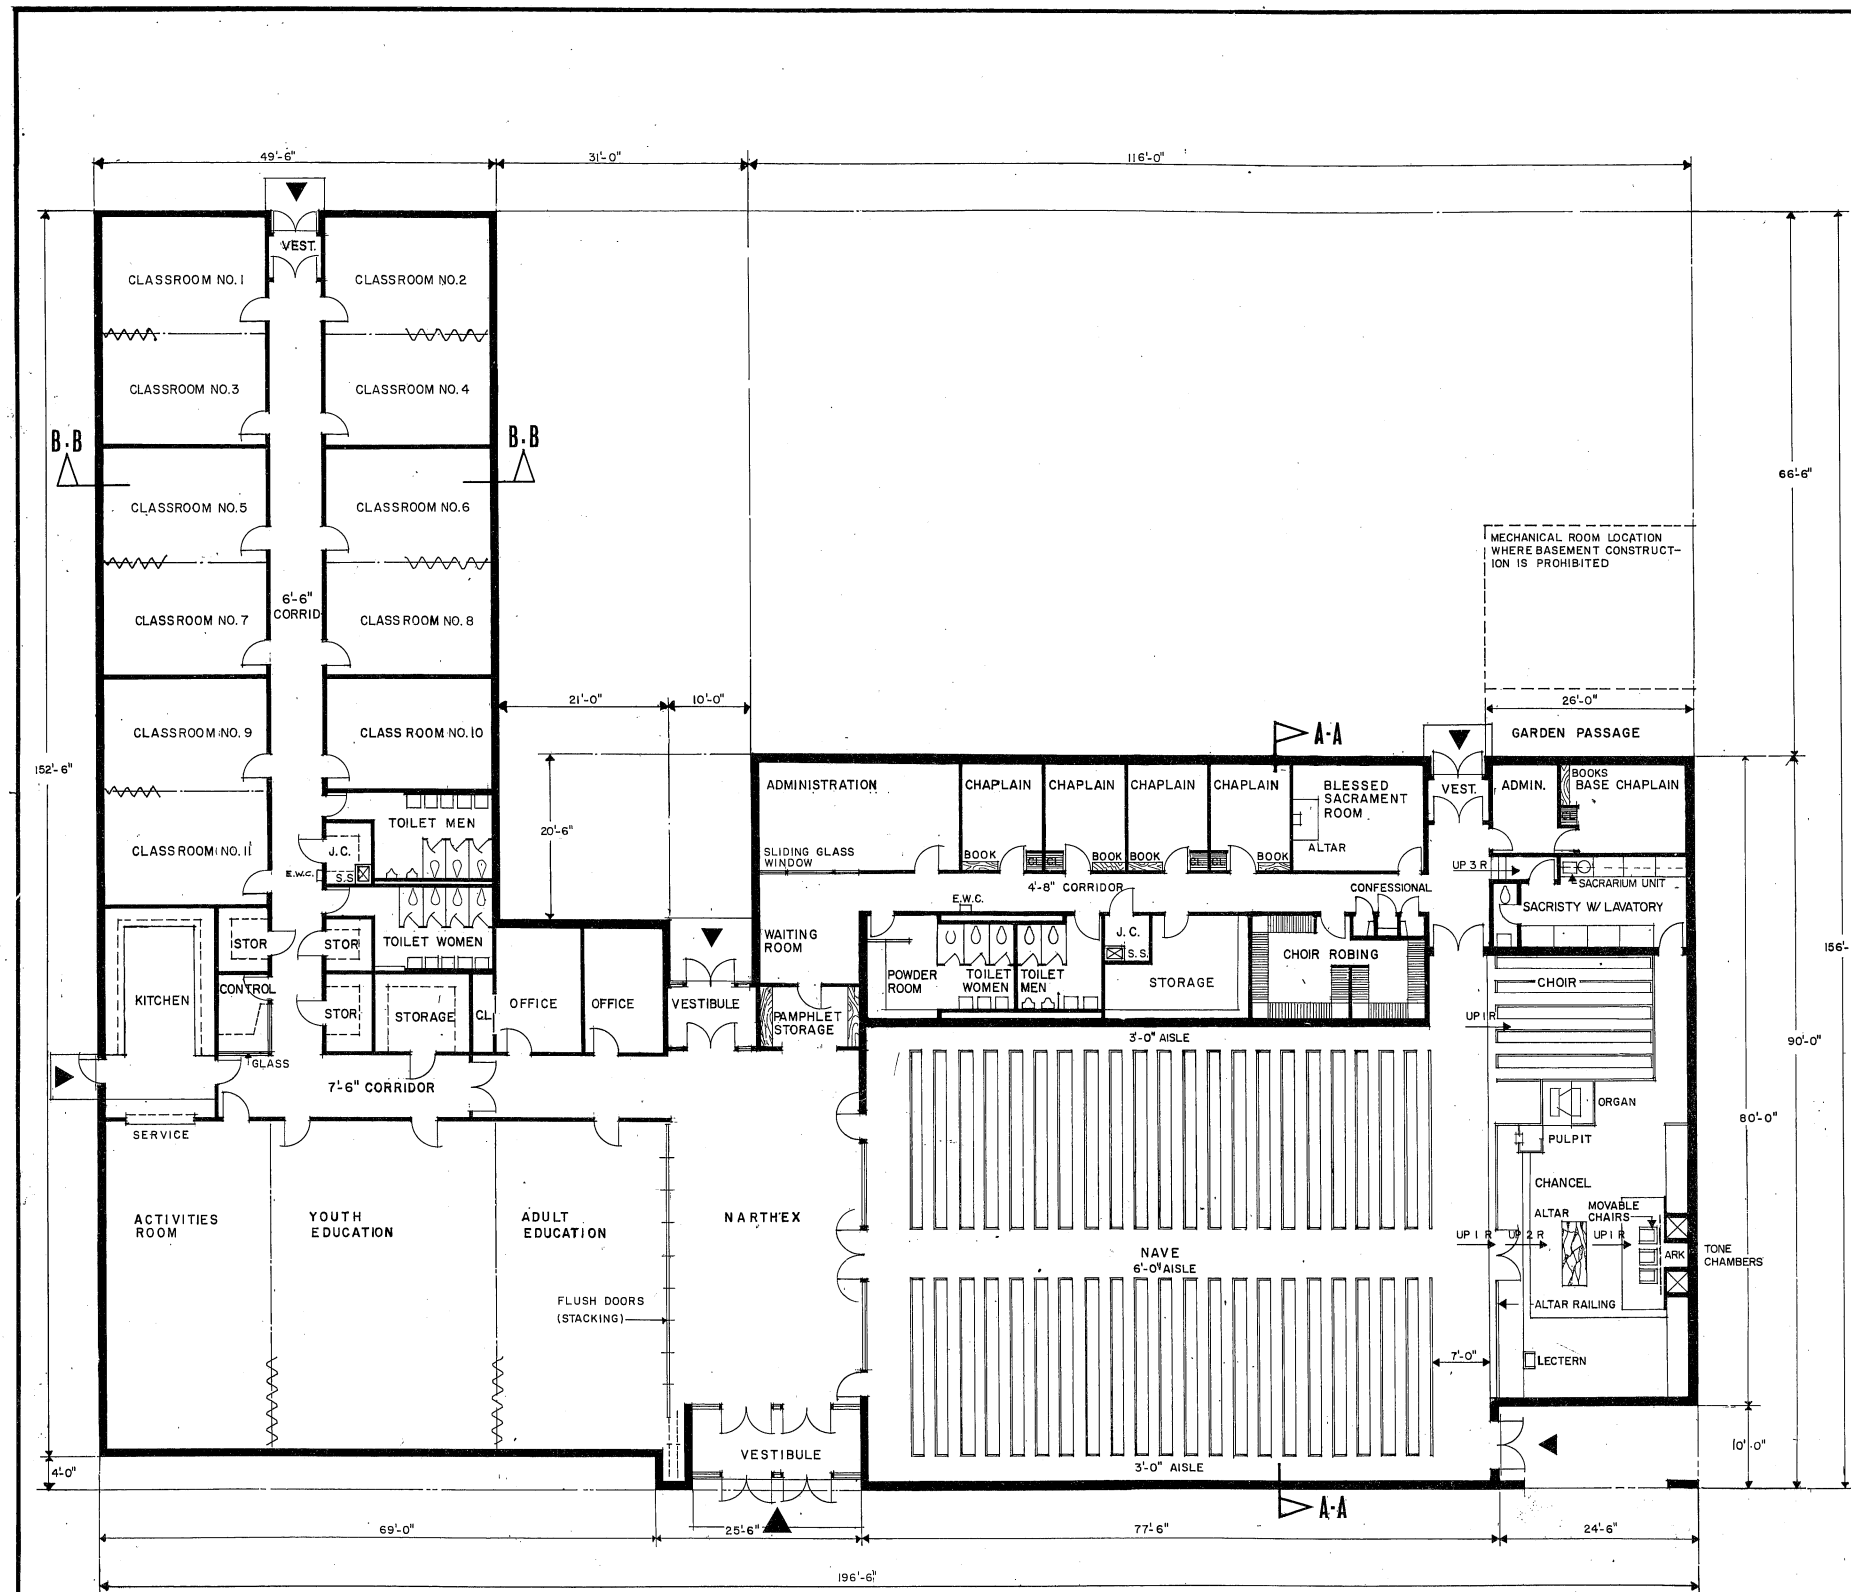 49'-6"
31'-0"
116'-0"
VEST.
CLASSROOM NO. 1
CLASSROOM NO. 2
CLASSROOM NO. 3
CLASSROOM NO. 4
B-B
B-B
66'-6"
CLASSROOM NO. 5
CLASSROOM NO. 6
MECHANICAL ROOM LOCATION
WHERE BASEMENT CONSTRUCT-
ION IS PROHIBITED
6'-6"
CORRID
CLASSROOM NO. 7
CLASSROOM NO. 8
21'-0"
10'-0"
26'-0"
CLASSROOM NO. 9
CLASS ROOM NO. 10
A-A
GARDEN PASSAGE
152'-6"
ADMINISTRATION
CHAPLAIN
CHAPLAIN
CHAPLAIN
CHAPLAIN
BLESSED
SACRAMENT
ROOM
VEST.
ADMIN.
BOOKS
BASE CHAPLAIN
CL
TOILET MEN
20'-6"
CLASSROOM NO. 11
J.C.
SLIDING GLASS
WINDOW
BOOK
CL
CL
BOOK
BOOK
CL
CL
BOOK
ALTAR
E.W.C.
S.S.
UP 3 R
4'-8" CORRIDOR
CONFESSIONAL
SACRARIUM UNIT
E.W.C.
SACRISTY W/ LAVATORY
STOR
STOR
TOILET WOMEN
WAITING
ROOM
J.C.
S.S.
CHOIR ROBING
156'-
POWDER
ROOM
TOILET
WOMEN
TOILET
MEN
STORAGE
CHOIR
CONTROL
KITCHEN
STOR
STORAGE
CL
OFFICE
OFFICE
VESTIBULE
PAMPHLET
STORAGE
UP 1 R
3'-0" AISLE
90'-0"
GLASS
7'-6" CORRIDOR
ORGAN
80'-0"
SERVICE
PULPIT
CHANCEL
ACTIVITIES
ROOM
YOUTH
EDUCATION
ADULT
EDUCATION
NARTHEX
ALTAR
MOVABLE
CHAIRS
UP 1 R
UP 2 R
UP 1 R
NAVE
6'-0" AISLE
ARK
TONE
CHAMBERS
FLUSH DOORS
(STACKING)
ALTAR RAILING
7'-0"
LECTERN
VESTIBULE
10'-0"
4'-0"
3'-0" AISLE
A-A
69'-0"
25'-6"
77'-6"
24'-6"
196'-6"